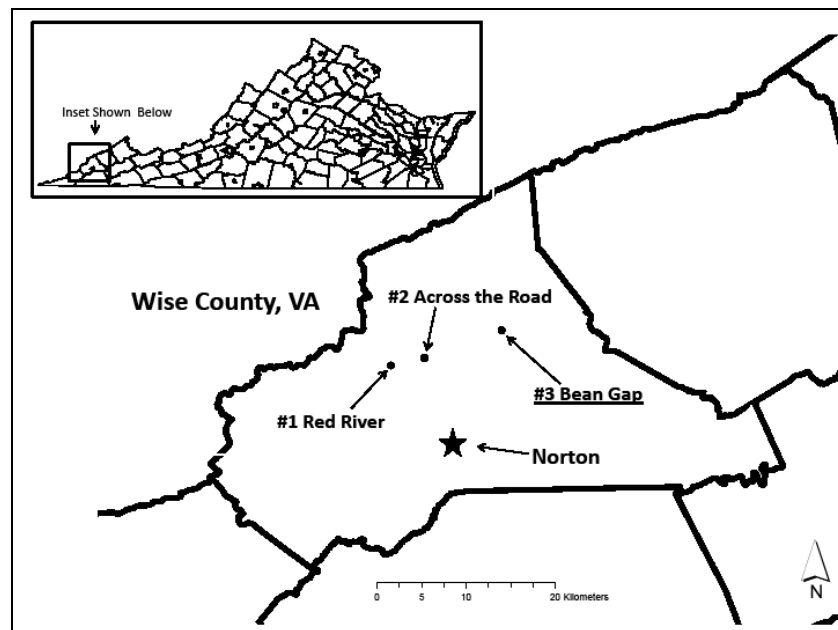 Inset Shown Below
Wise County, VA
#2 Across the Road
#3 Bean Gap
#1 Red River
Norton
0 5 10 20 Kilometers
N